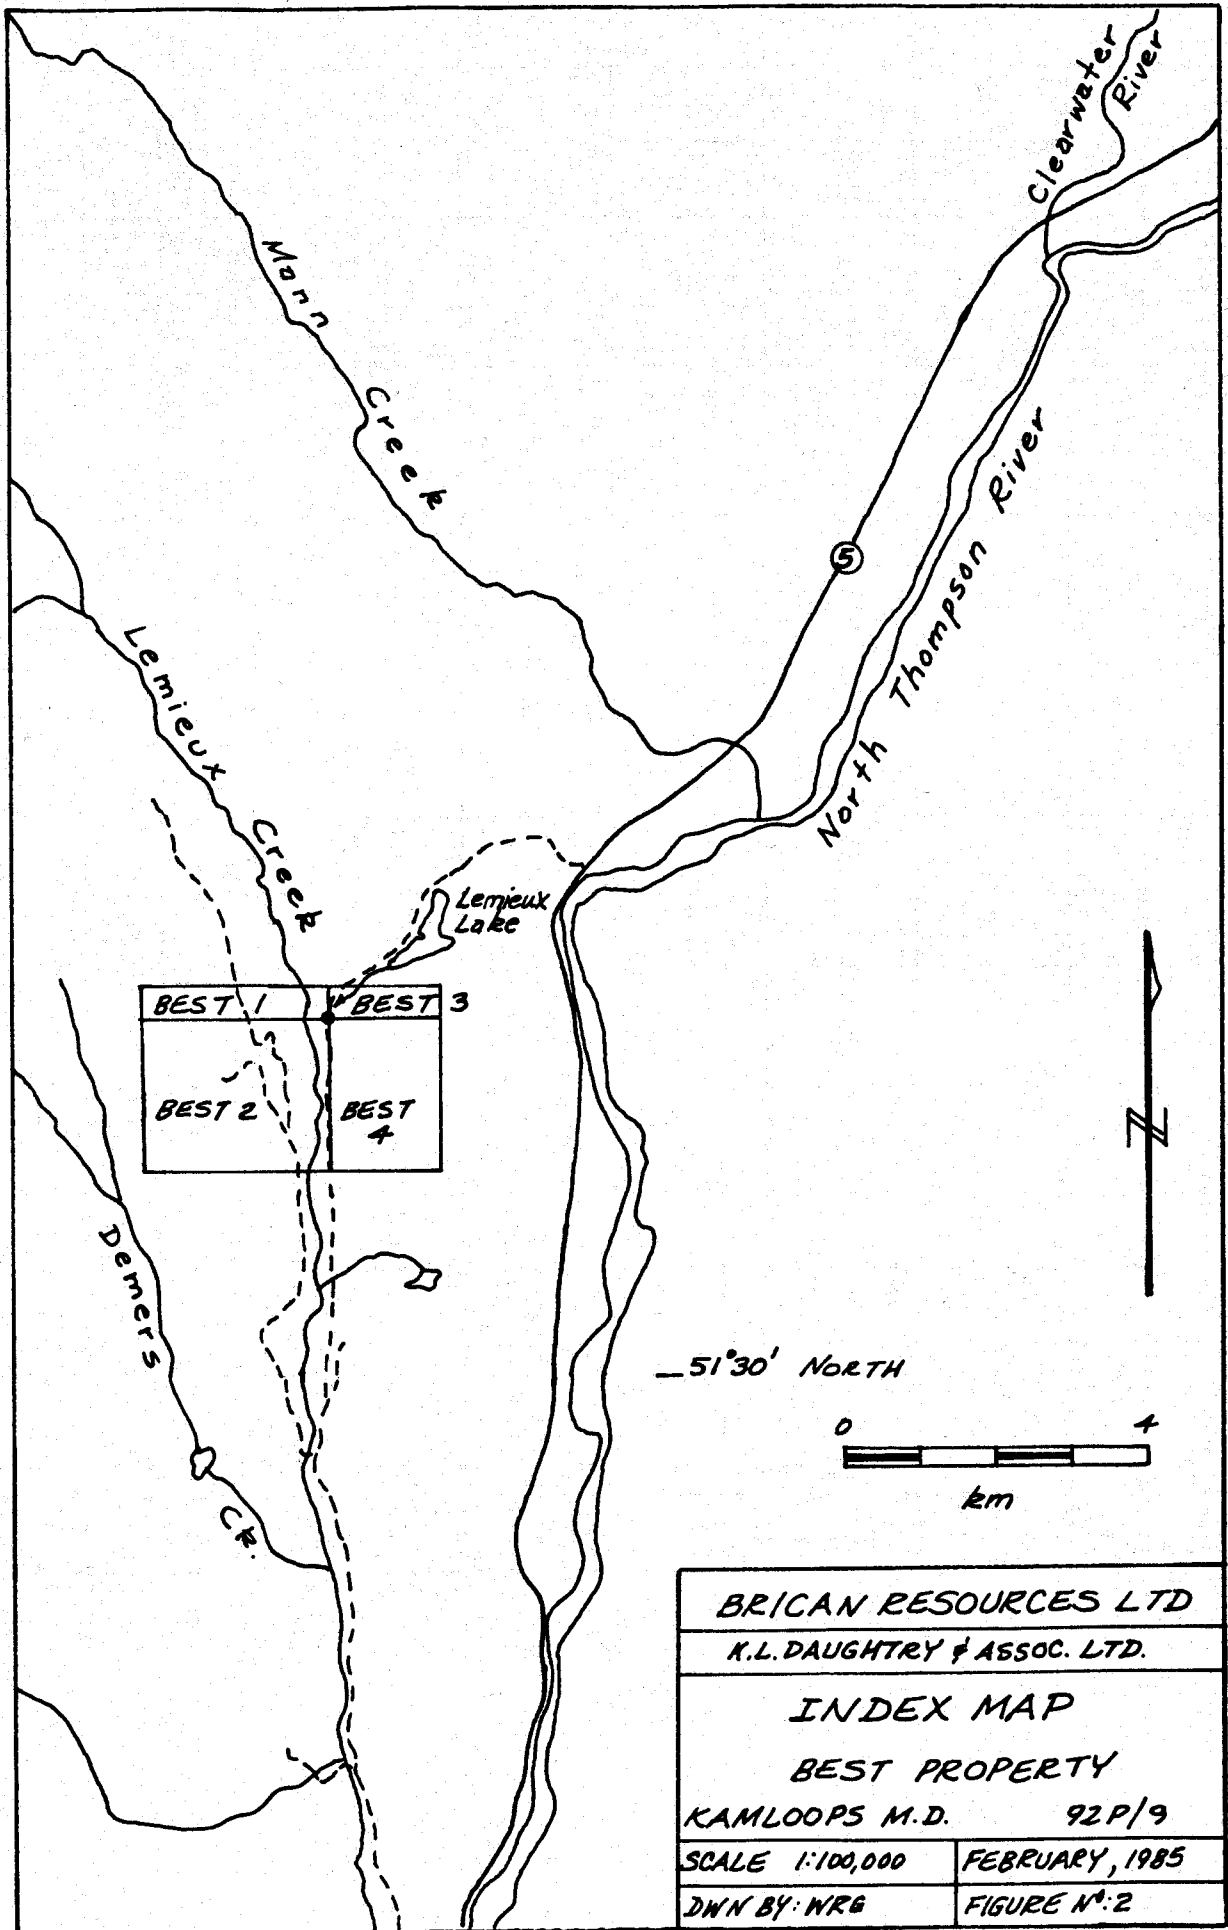 Clearwater
River
Mann
Creek
North Thompson River
5
Lemieux
Creek
Lemieux
Lake
BEST 1
BEST 3
BEST 2
BEST
4
Demers
Ck.
N
51°30' NORTH
0 4
km
BRICAN RESOURCES LTD
K.L. DAUGHTRY & ASSOC. LTD.
INDEX MAP
BEST PROPERTY
KAMLOOPS M.D. 92P/9
SCALE 1:100,000 FEBRUARY, 1985
DWN BY: WRG FIGURE Nº: 2